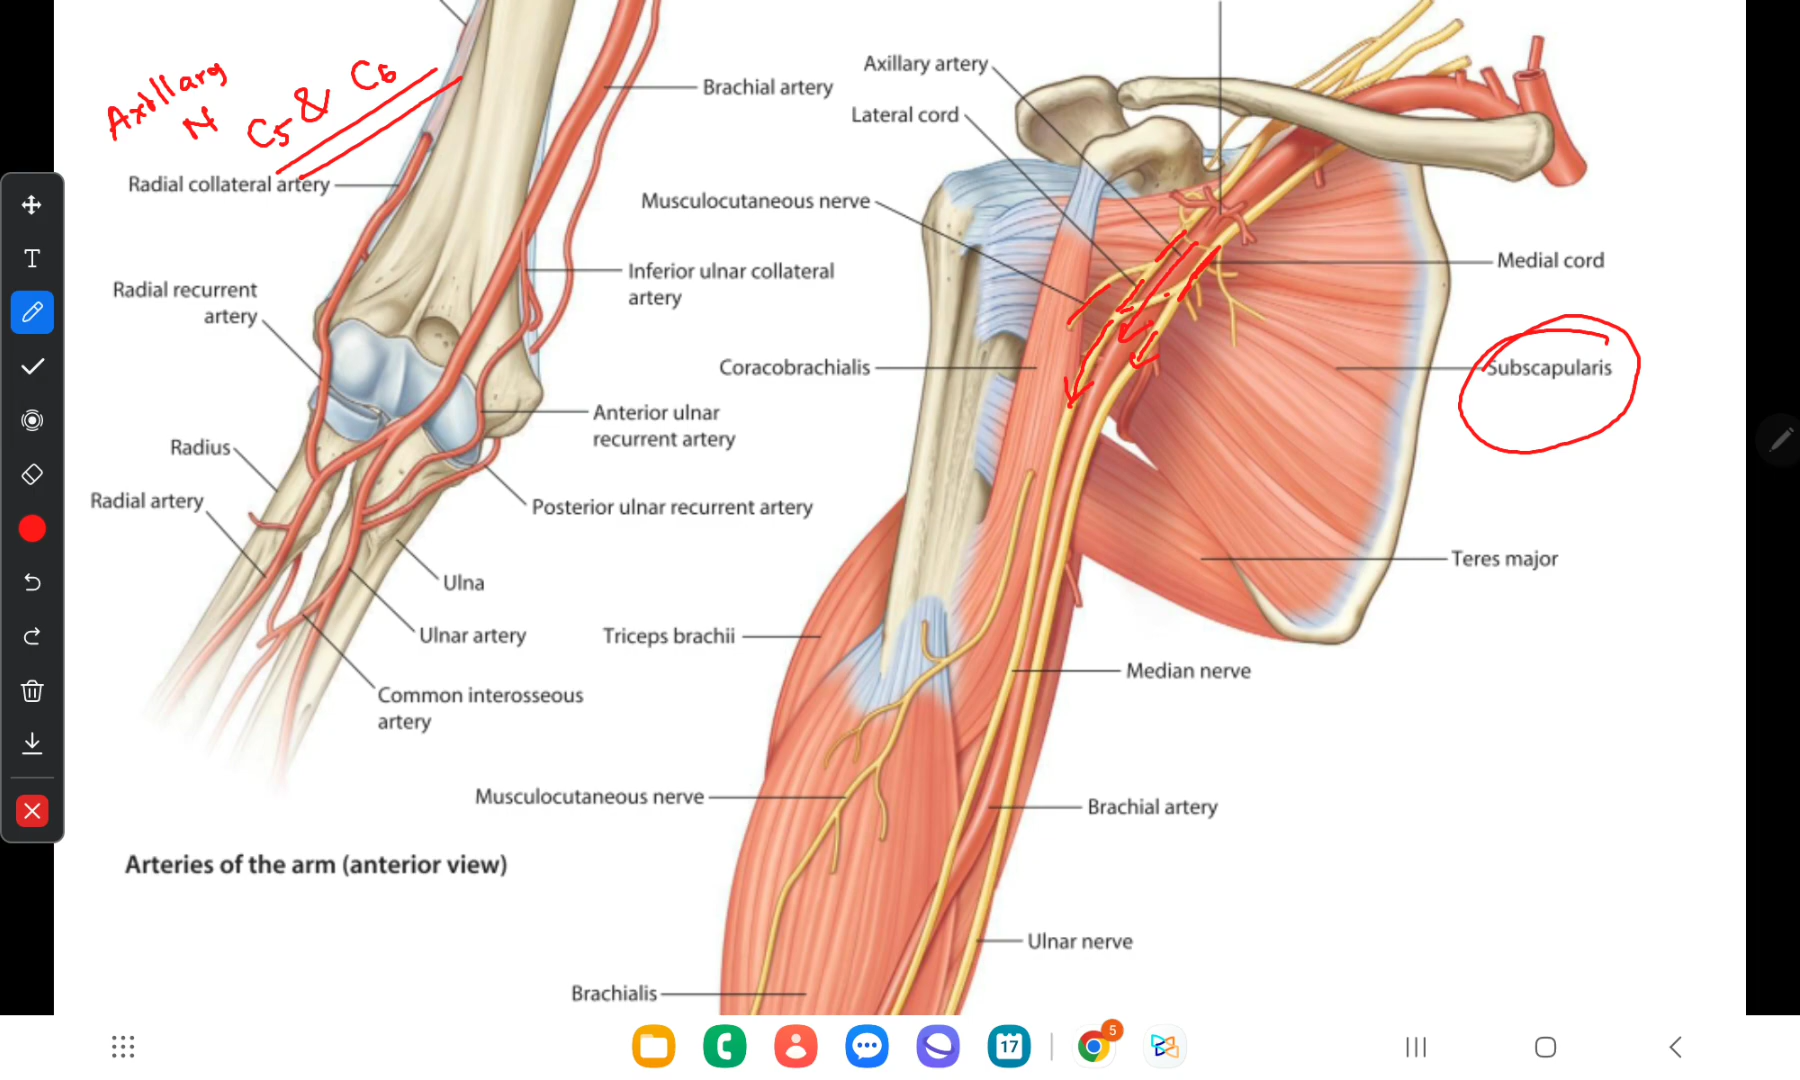 Axillary
N
C5 & C6
Radial collateral artery
Radial recurrent
artery
Radius
Radial artery
Brachial artery
Inferior ulnar collateral
artery
Anterior ulnar
recurrent artery
Posterior ulnar recurrent artery
Ulna
Ulnar artery
Common interosseous
artery
Arteries of the arm (anterior view)
Axillary artery
Lateral cord
Musculocutaneous nerve
Coracobrachialis
Triceps brachii
Musculocutaneous nerve
Brachialis
Medial cord
Subscapularis
Teres major
Median nerve
Brachial artery
Ulnar nerve
T
17
5